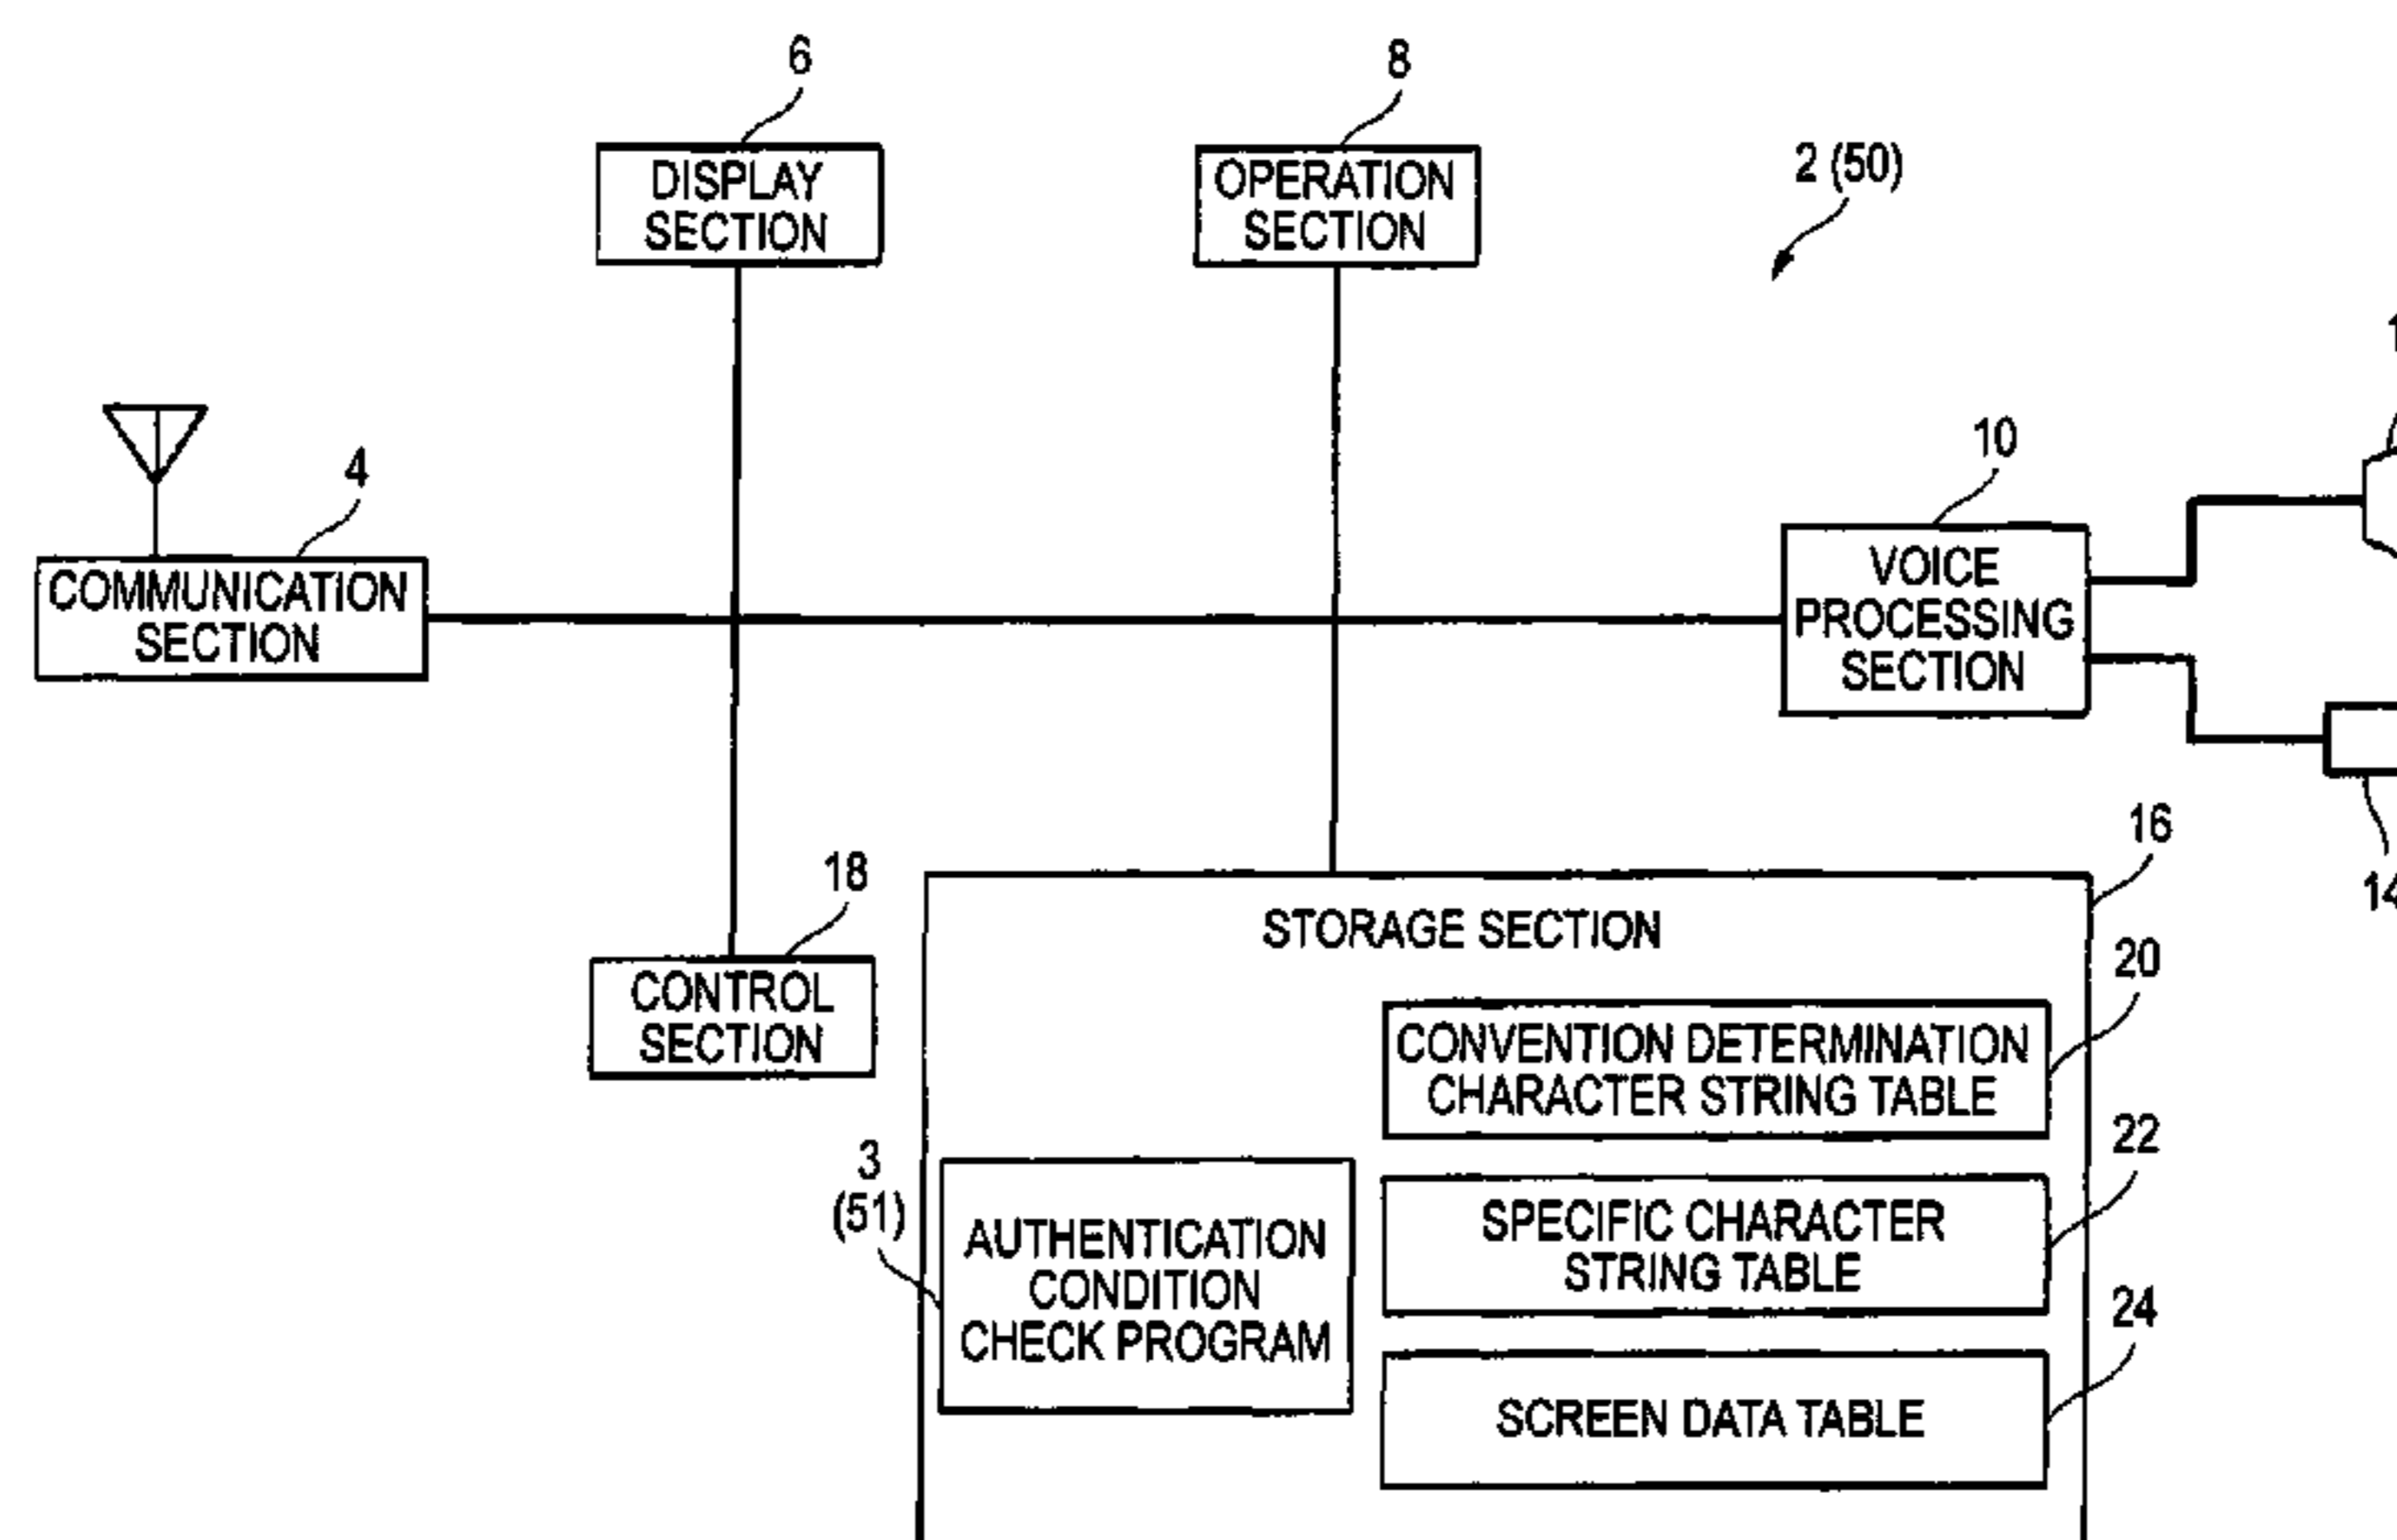 6
8
DISPLAY
SECTION
OPERATION
SECTION
2 (50)
4
10
COMMUNICATION
SECTION
VOICE
PROCESSING
SECTION
14
16
18
STORAGE SECTION
CONTROL
SECTION
20
CONVENTION DETERMINATION
CHARACTER STRING TABLE
22
3
(51)
SPECIFIC CHARACTER
STRING TABLE
AUTHENTICATION
CONDITION
CHECK PROGRAM
24
SCREEN DATA TABLE